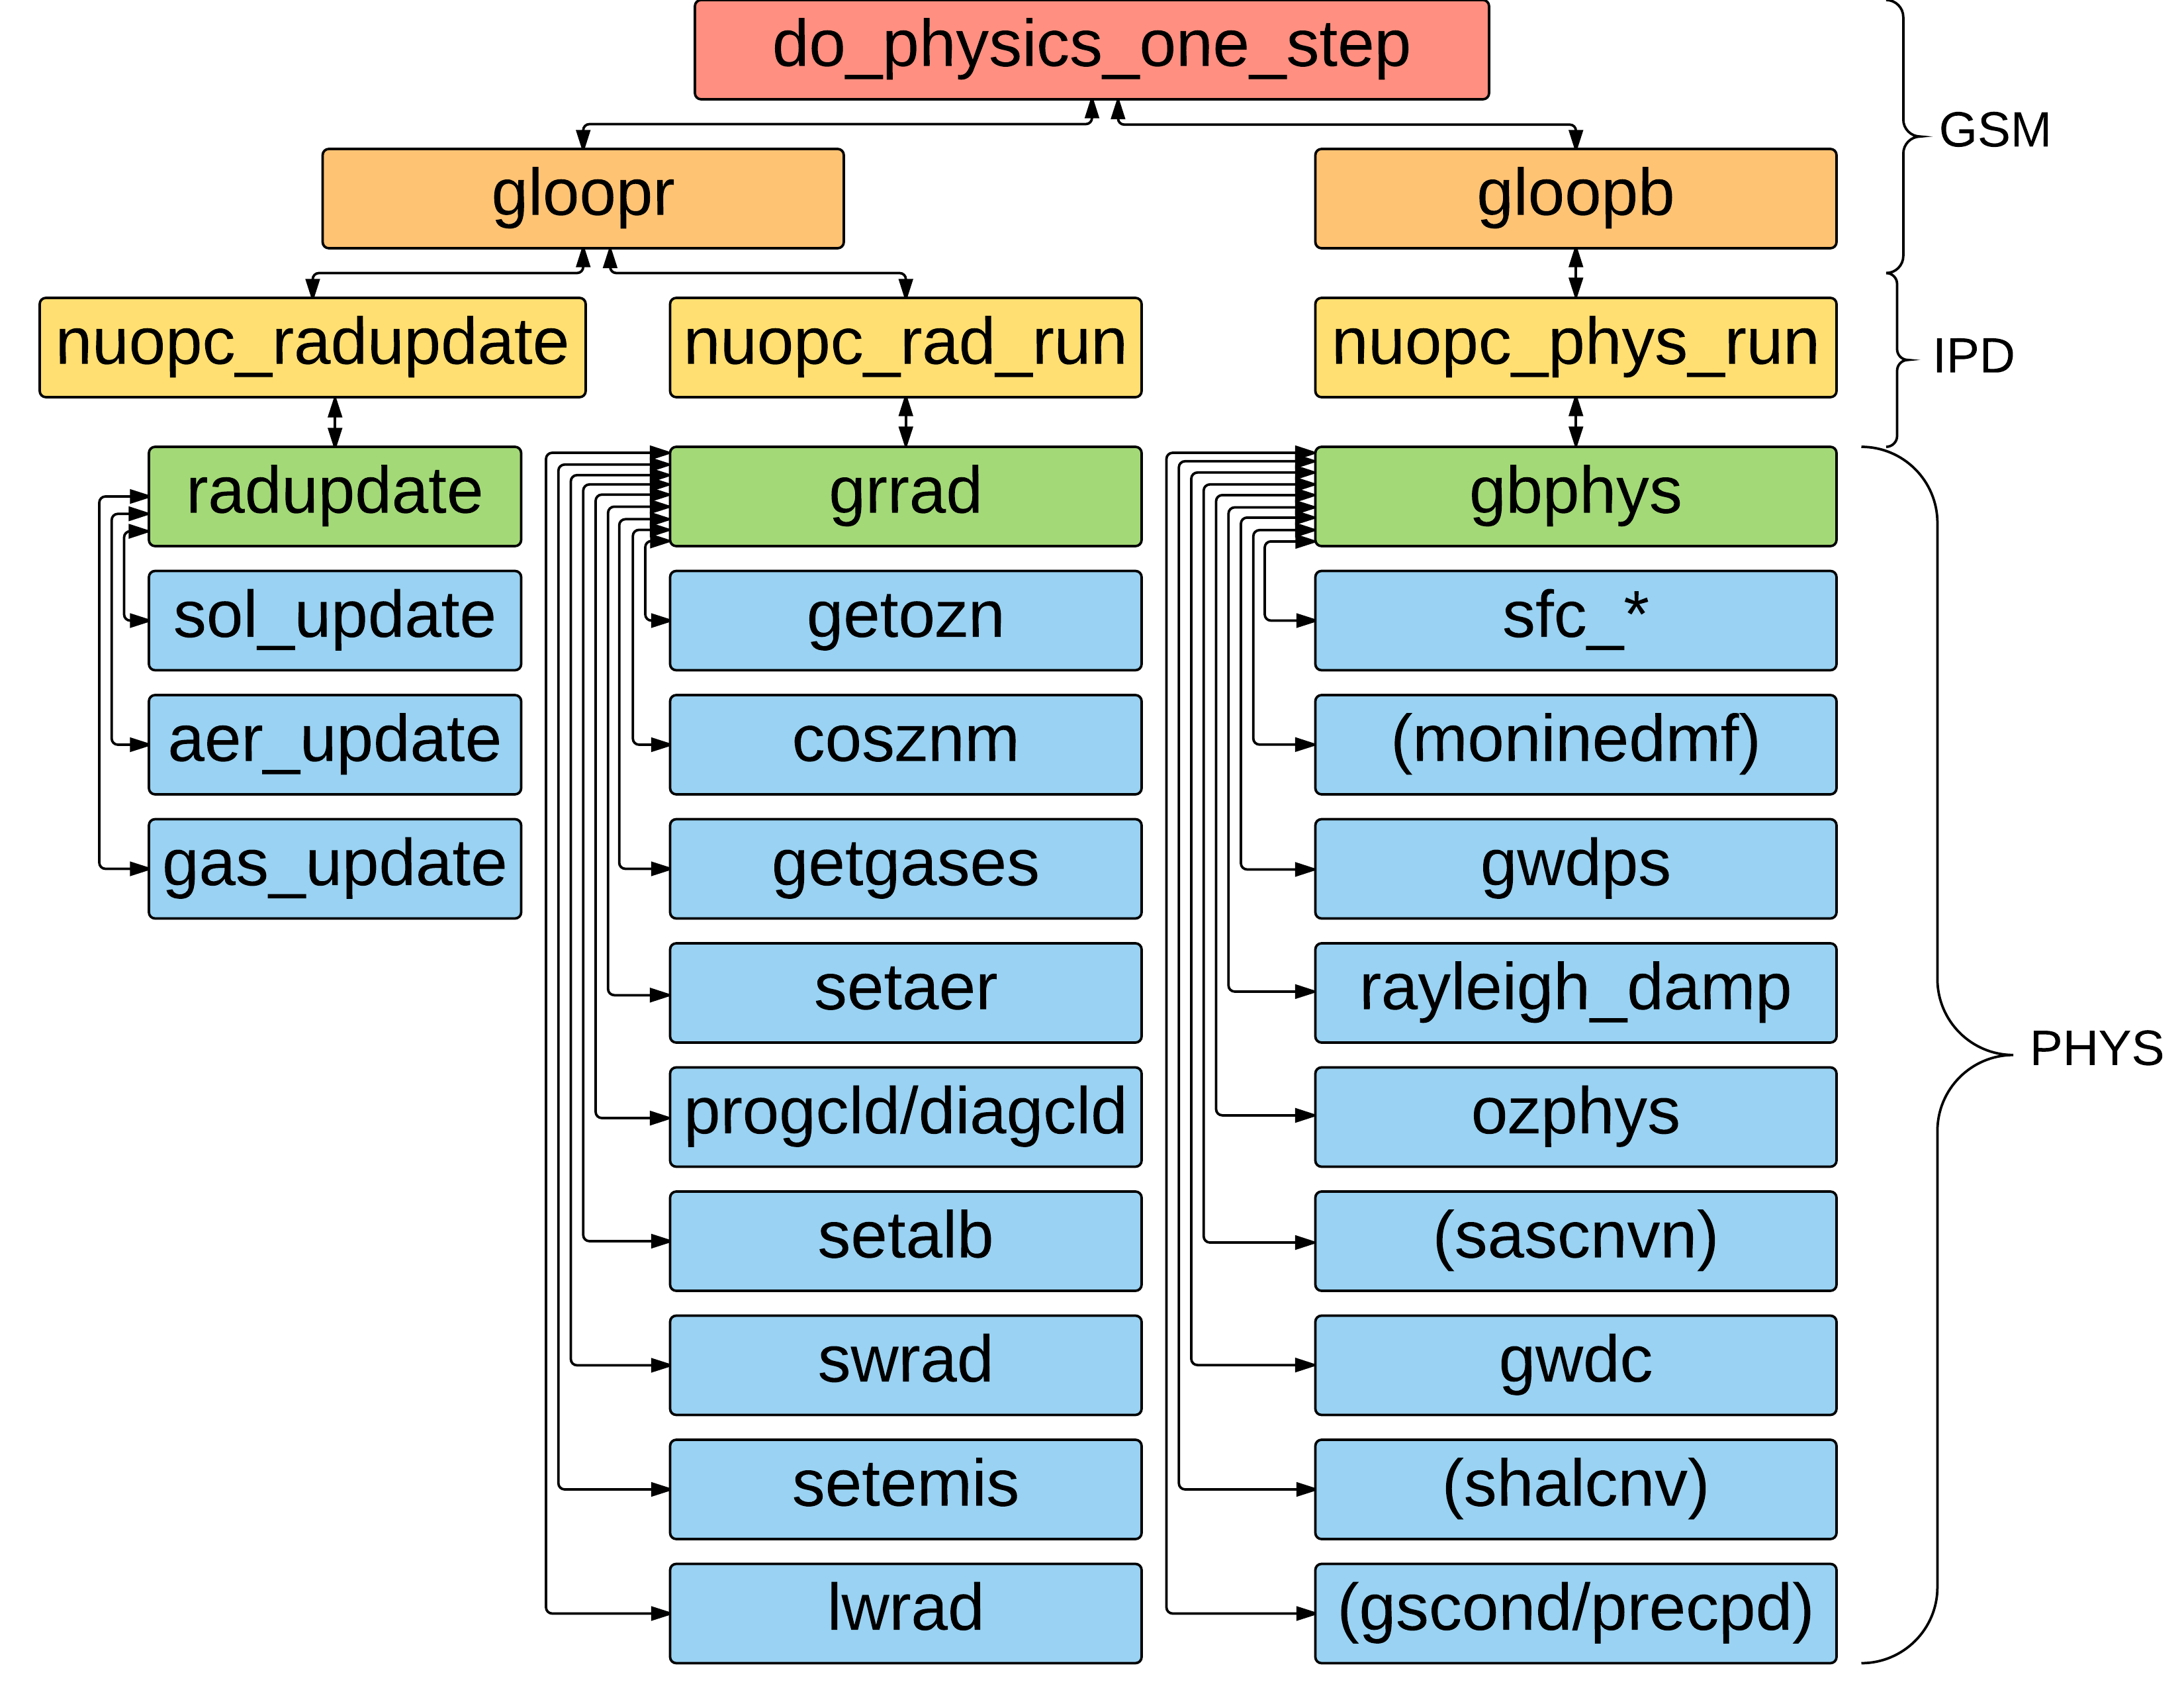 do_physics_one_step
GSM
gloopr
gloopb
nuopc_radupdate
nuopc_rad_run
nuopc_phys_run
IPD
radupdate
grrad
gbphys
sol_update
getozn
sfc_*
aer_update
cosznm
(moninedmf)
gas_update
getgases
gwdps
setaer
rayleigh_damp
PHYS
progcld/diagcld
ozphys
setalb
(sascnvn)
swrad
gwdc
setemis
(shalcnv)
lwrad
(gscond/precpd)